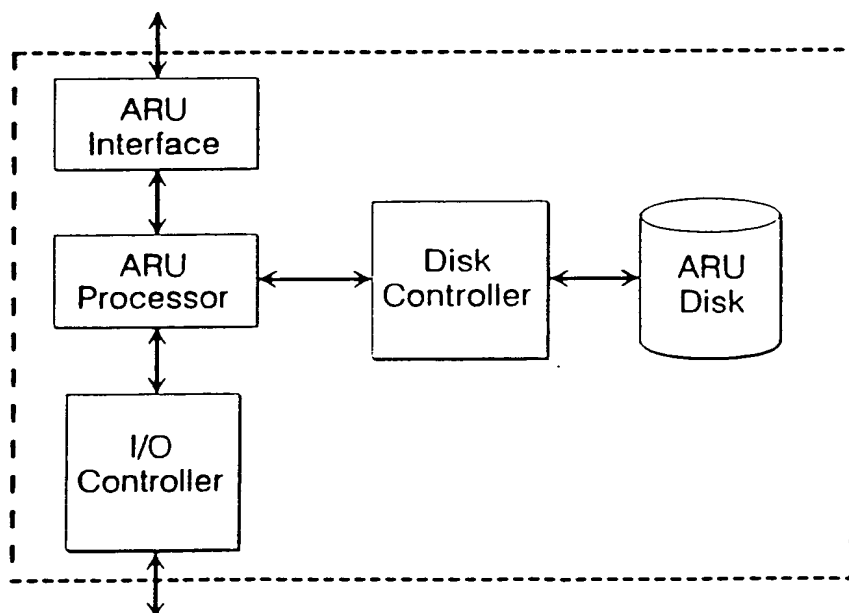 ARU
Interface
ARU
Processor
Disk
Controller
ARU
Disk
I/O
Controller